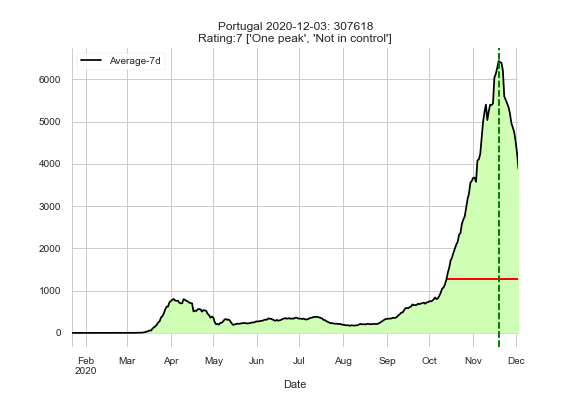 Portugal 2020-12-03: 307618
Rating:7 ['One peak', 'Not in control']
Average-7d
6000
5000
4000
3000
2000
1000
0
Feb Mar Apr May Jun Jul Aug Sep Oct Nov Dec
2020
Date